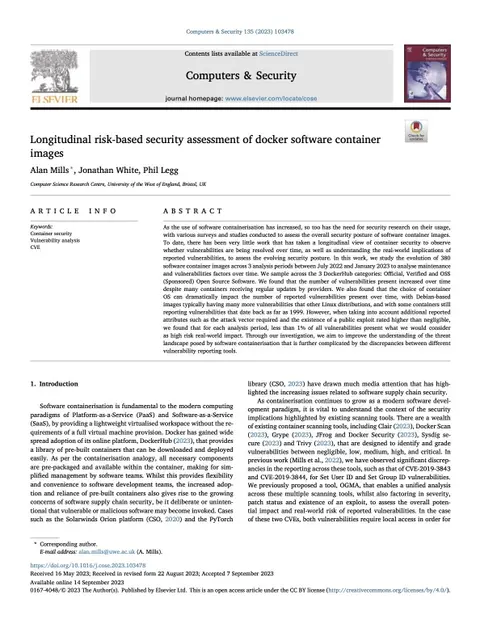 Computers & Security 135 (2023) 103478
Contents lists available at ScienceDirect
Computers & Security
journal homepage: www.elsevier.com/locate/cose
ELSEVIER
Computers
&
Security
Longitudinal risk-based security assessment of docker software container
images
Check for
updates
Alan Mills *, Jonathan White, Phil Legg
Computer Science Research Centre, University of the West of England, Bristol, UK
ARTICLE INFO
Keywords:
Container security
Vulnerability analysis
CVE
ABSTRACT
As the use of software containerisation has increased, so too has the need for security research on their usage,
with various surveys and studies conducted to assess the overall security posture of software container images.
To date, there has been very little work that has taken a longitudinal view of container security to observe
whether vulnerabilities are being resolved over time, as well as understanding the real-world implications of
reported vulnerabilities, to assess the evolving security posture. In this work, we study the evolution of 380
software container images across 3 analysis periods between July 2022 and January 2023 to analyse maintenance
and vulnerabilities factors over time. We sample across the 3 DockerHub categories: Official, Verified and OSS
(Sponsored) Open Source Software. We found that the number of vulnerabilities present increased over time
despite many containers receiving regular updates by providers. We also found that the choice of container
OS can dramatically impact the number of reported vulnerabilities present over time, with Debian-based
images typically having many more vulnerabilities that other Linux distributions, and with some containers still
reporting vulnerabilities that date back as far as 1999. However, when taking into account additional reported
attributes such as the attack vector required and the existence of a public exploit rated higher than negligible,
we found that for each analysis period, less than 1% of all vulnerabilities present what we would consider
as high risk real-world impact. Through our investigation, we aim to improve the understanding of the threat
landscape posed by software containerisation that is further complicated by the discrepancies between different
vulnerability reporting tools.
1. Introduction
Software containerisation is fundamental to the modern computing
paradigms of Platform-as-a-Service (PaaS) and Software-as-a-Service
(SaaS), by providing a lightweight virtualised workspace without the re-
quirements of a full virtual machine provision. Docker has gained wide
spread adoption of its online platform, DockerHub (2023), that provides
a library of pre-built containers that can be downloaded and deployed
easily. As per the containerisation analogy, all necessary components
are pre-packaged and available within the container, making for sim-
plified management by software teams. Whilst this provides flexibility
and convenience to software development teams, the increased adop-
tion and reliance of pre-built containers also gives rise to the growing
concerns of software supply chain security, be it deliberate or uninten-
tional that vulnerable or malicious software may become invoked. Cases
such as the Solarwinds Orion platform (CSO, 2020) and the PyTorch
library (CSO, 2023) have drawn much media attention that has high-
lighted the increasing issues related to software supply chain security.
As containerisation continues to grow as a modern software devel-
opment paradigm, it is vital to understand the context of the security
implications highlighted by existing scanning tools. There are a wealth
of existing container scanning tools, including Clair (2023), Docker Scan
(2023), Grype (2023), JFrog and Docker Security (2023), Sysdig se-
cure (2023) and Trivy (2023), that are designed to identify and grade
vulnerabilities between negligible, low, medium, high, and critical. In
previous work (Mills et al., 2022), we have observed significant discrep-
ancies in the reporting across these tools, such as that of CVE-2019-3843
and CVE-2019-3844, for Set User ID and Set Group ID vulnerabilities.
We previously proposed a tool, OGMA, that enables a unified analysis
across these multiple scanning tools, whilst also factoring in severity,
patch status and existence of an exploit, to assess the overall poten-
tial impact and real-world risk of reported vulnerabilities. In the case
of these two CVEs, both vulnerabilities require local access in order for
* Corresponding author.
E-mail address: alan.mills@uwe.ac.uk (A. Mills).
https://doi.org/10.1016/j.cose.2023.103478
Received 16 May 2023; Received in revised form 22 August 2023; Accepted 7 September 2023
Available online 14 September 2023
0167-4048/© 2023 The Author(s). Published by Elsevier Ltd. This is an open access article under the CC BY license (http://creativecommons.org/licenses/by/4.0/).